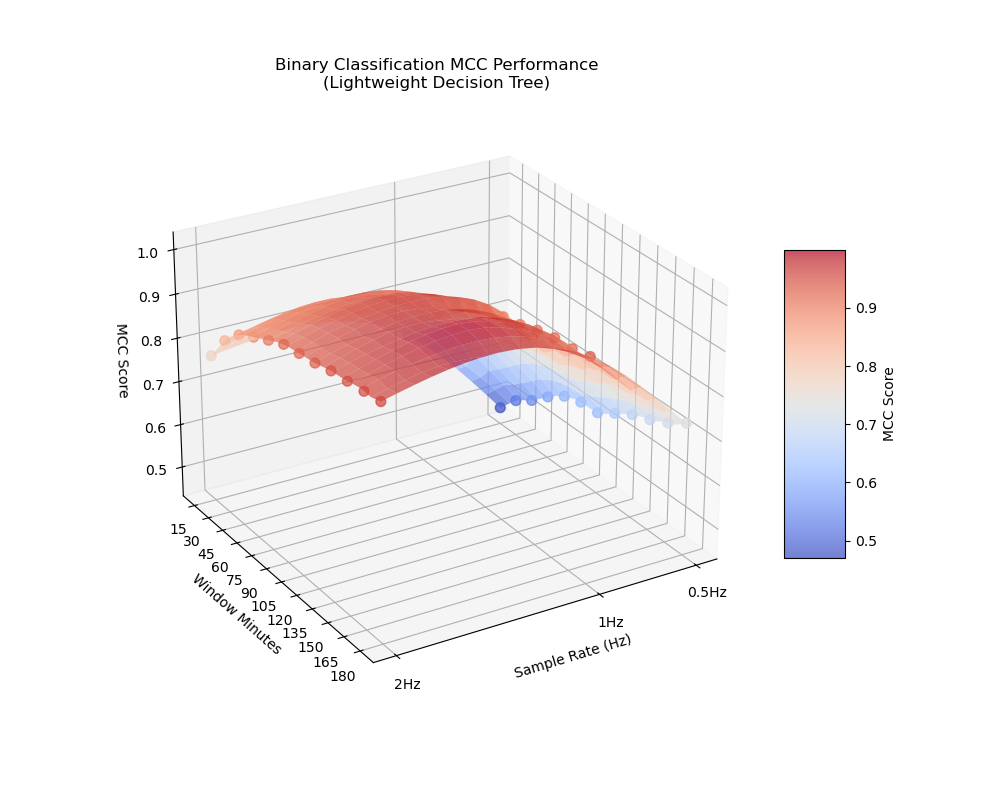 Binary Classification MCC Performance
(Lightweight Decision Tree)
1.0
0.9
0.8
0.7
0.6
0.5
MCC Score
15
30
45
60
75
90
105
120
135
150
165
180
Window Minutes
2Hz
1Hz
0.5Hz
Sample Rate (Hz)
0.9
0.8
0.7
0.6
0.5
MCC Score